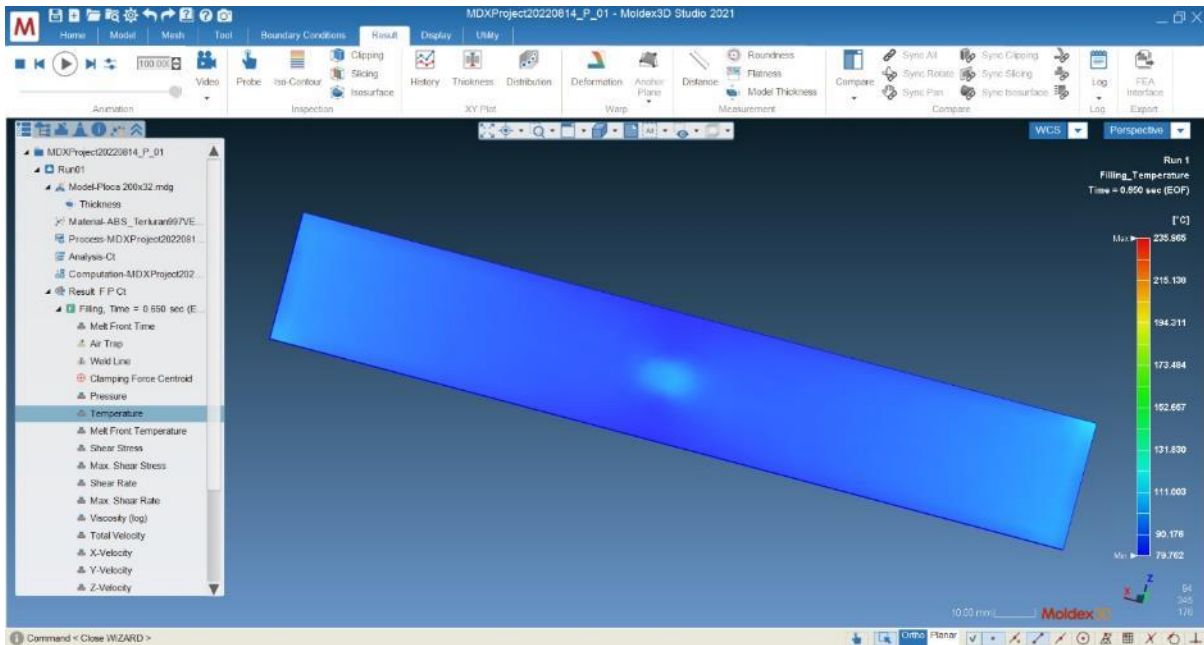 MDXProject20220814_P_01 - Moldex3D Studio 2021
M
Home Model Mesh Tool Boundary Conditions Result Display Utility
100.000
Video
Probe
Iso-Contour
Clipping
Slicing
Isosurface
History
Thickness
Distribution
Deformation
Anchor
Plane
Distance
Roundness
Flatness
Model Thickness
Compare
Sync All
Sync Rotate
Sync Pan
Sync Clipping
Sync Slicing
Sync Isosurface
Log
FEA
Interface
Animation Inspection XY Plot Warp Measurement Compare Log Export
WCS Perspective
MDXProject20220814_P_01
Run01
Model-Ploca 200x32.mdg
Thickness
Material-ABS_Terluran997VE...
Process-MDXProject2022081...
Analysis-Ct
Computation-MDXProject202...
Result F P Ct
Filling, Time = 0.650 sec (E...
Melt Front Time
Air Trap
Weld Line
Clamping Force Centroid
Pressure
Temperature
Melt Front Temperature
Shear Stress
Max. Shear Stress
Shear Rate
Max. Shear Rate
Viscosity (log)
Total Velocity
X-Velocity
Y-Velocity
Z-Velocity
Run 1
Filling_Temperature
Time = 0.650 sec (EOF)
[°C]
Max 235.965
215.138
194.311
173.484
152.657
131.830
111.003
90.176
Min 79.762
Z
X
94
345
176
10.00 mm
Moldex3D
Command < Close WIZARD >
Ortho Planar